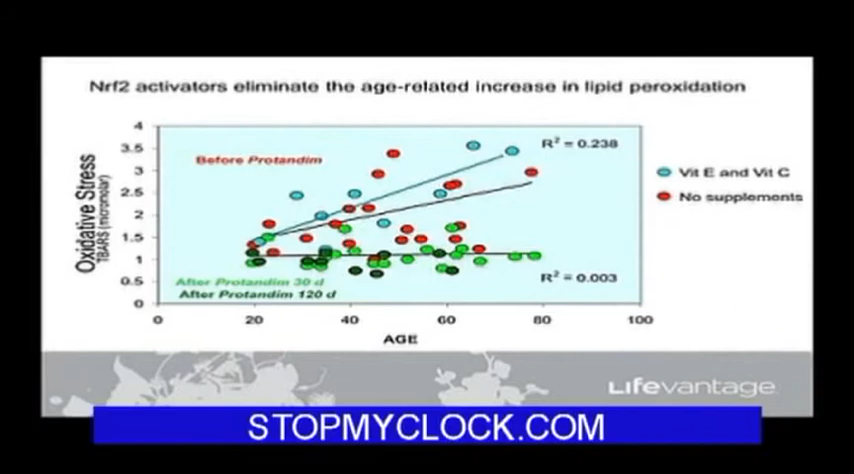 Nrf2 activators eliminate the age-related increase in lipid peroxidation
Oxidative Stress
TBARS (micromolar)
4
3.5
3
2.5
2
1.5
1
0.5
0
Before Protandim
R² = 0.238
Vit E and Vit C
No supplements
After Protandim 30 d
After Protandim 120 d
R² = 0.003
0 20 40 60 80 100
AGE
Lifevantage
STOPMYCLOCK.COM